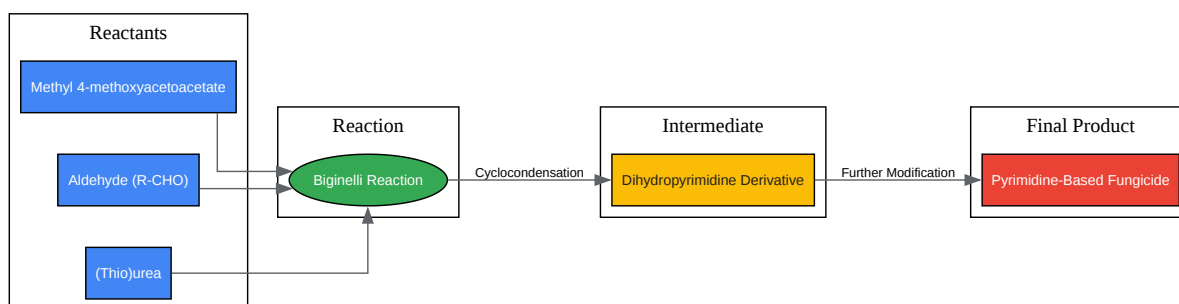 Reactants
Methyl 4-methoxyacetoacetate
Aldehyde (R-CHO)
(Thio)urea
Reaction
Biginelli Reaction
Cyclocondensation
Intermediate
Dihydropyrimidine Derivative
Further Modification
Final Product
Pyrimidine-Based Fungicide